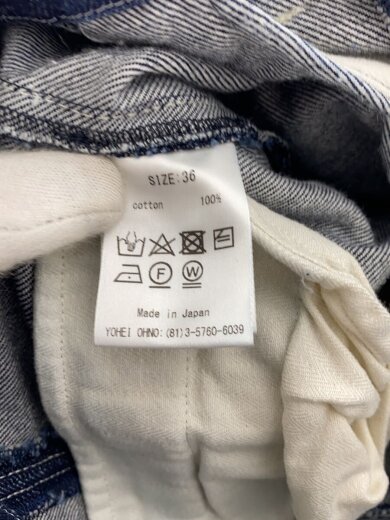 SIZE:36
cotton 100%
F W
Made in Japan
YOHEI OHNO:(81)3-5760-6039